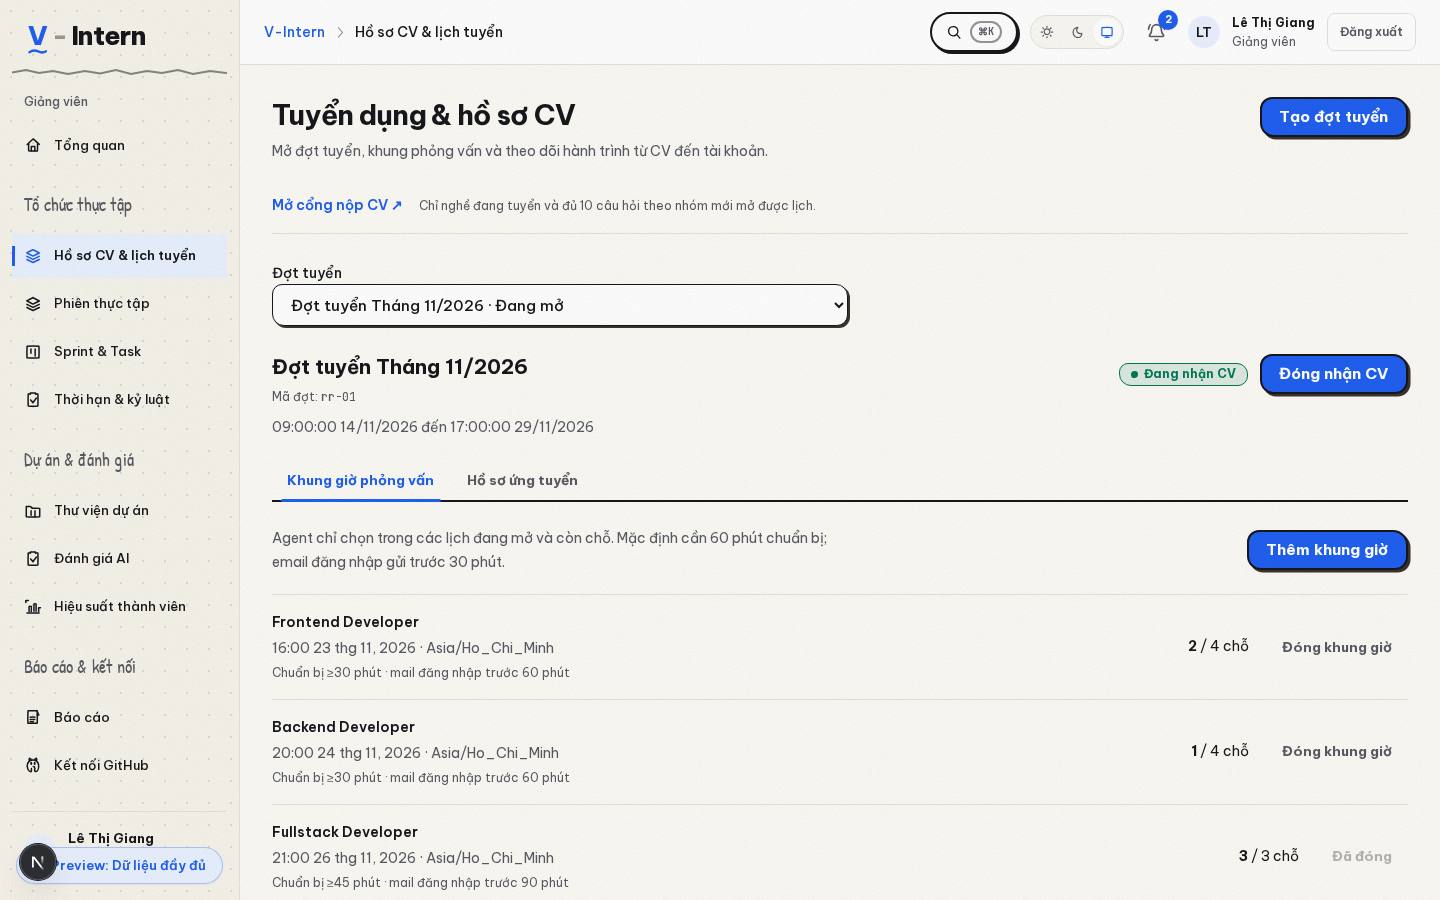 V - Intern
Giảng viên
Tổng quan
Tổ chức thực tập
Hồ sơ CV & lịch tuyển
Phiên thực tập
Sprint & Task
Thời hạn & kỷ luật
Dự án & đánh giá
Thư viện dự án
Đánh giá AI
Hiệu suất thành viên
Báo cáo & kết nối
Báo cáo
Kết nối GitHub
Lê Thị Giang
N
Preview: Dữ liệu đầy đủ
V-Intern > Hồ sơ CV & lịch tuyển
⌘K
2
LT
Lê Thị Giang
Giảng viên
Đăng xuất
Tuyển dụng & hồ sơ CV
Tạo đợt tuyển
Mở đợt tuyển, khung phỏng vấn và theo dõi hành trình từ CV đến tài khoản.
Mở cổng nộp CV ↗ Chỉ nghề đang tuyển và đủ 10 câu hỏi theo nhóm mới mở được lịch.
Đợt tuyển
Đợt tuyển Tháng 11/2026 · Đang mở
Đợt tuyển Tháng 11/2026
Đang nhận CV
Đóng nhận CV
Mã đợt: rr-01
09:00:00 14/11/2026 đến 17:00:00 29/11/2026
Khung giờ phỏng vấn Hồ sơ ứng tuyển
Agent chỉ chọn trong các lịch đang mở và còn chỗ. Mặc định cần 60 phút chuẩn bị;
email đăng nhập gửi trước 30 phút.
Thêm khung giờ
Frontend Developer
16:00 23 thg 11, 2026 · Asia/Ho_Chi_Minh
Chuẩn bị ≥30 phút · mail đăng nhập trước 60 phút
2 / 4 chỗ Đóng khung giờ
Backend Developer
20:00 24 thg 11, 2026 · Asia/Ho_Chi_Minh
Chuẩn bị ≥30 phút · mail đăng nhập trước 60 phút
1 / 4 chỗ Đóng khung giờ
Fullstack Developer
21:00 26 thg 11, 2026 · Asia/Ho_Chi_Minh
Chuẩn bị ≥45 phút · mail đăng nhập trước 90 phút
3 / 3 chỗ Đã đóng